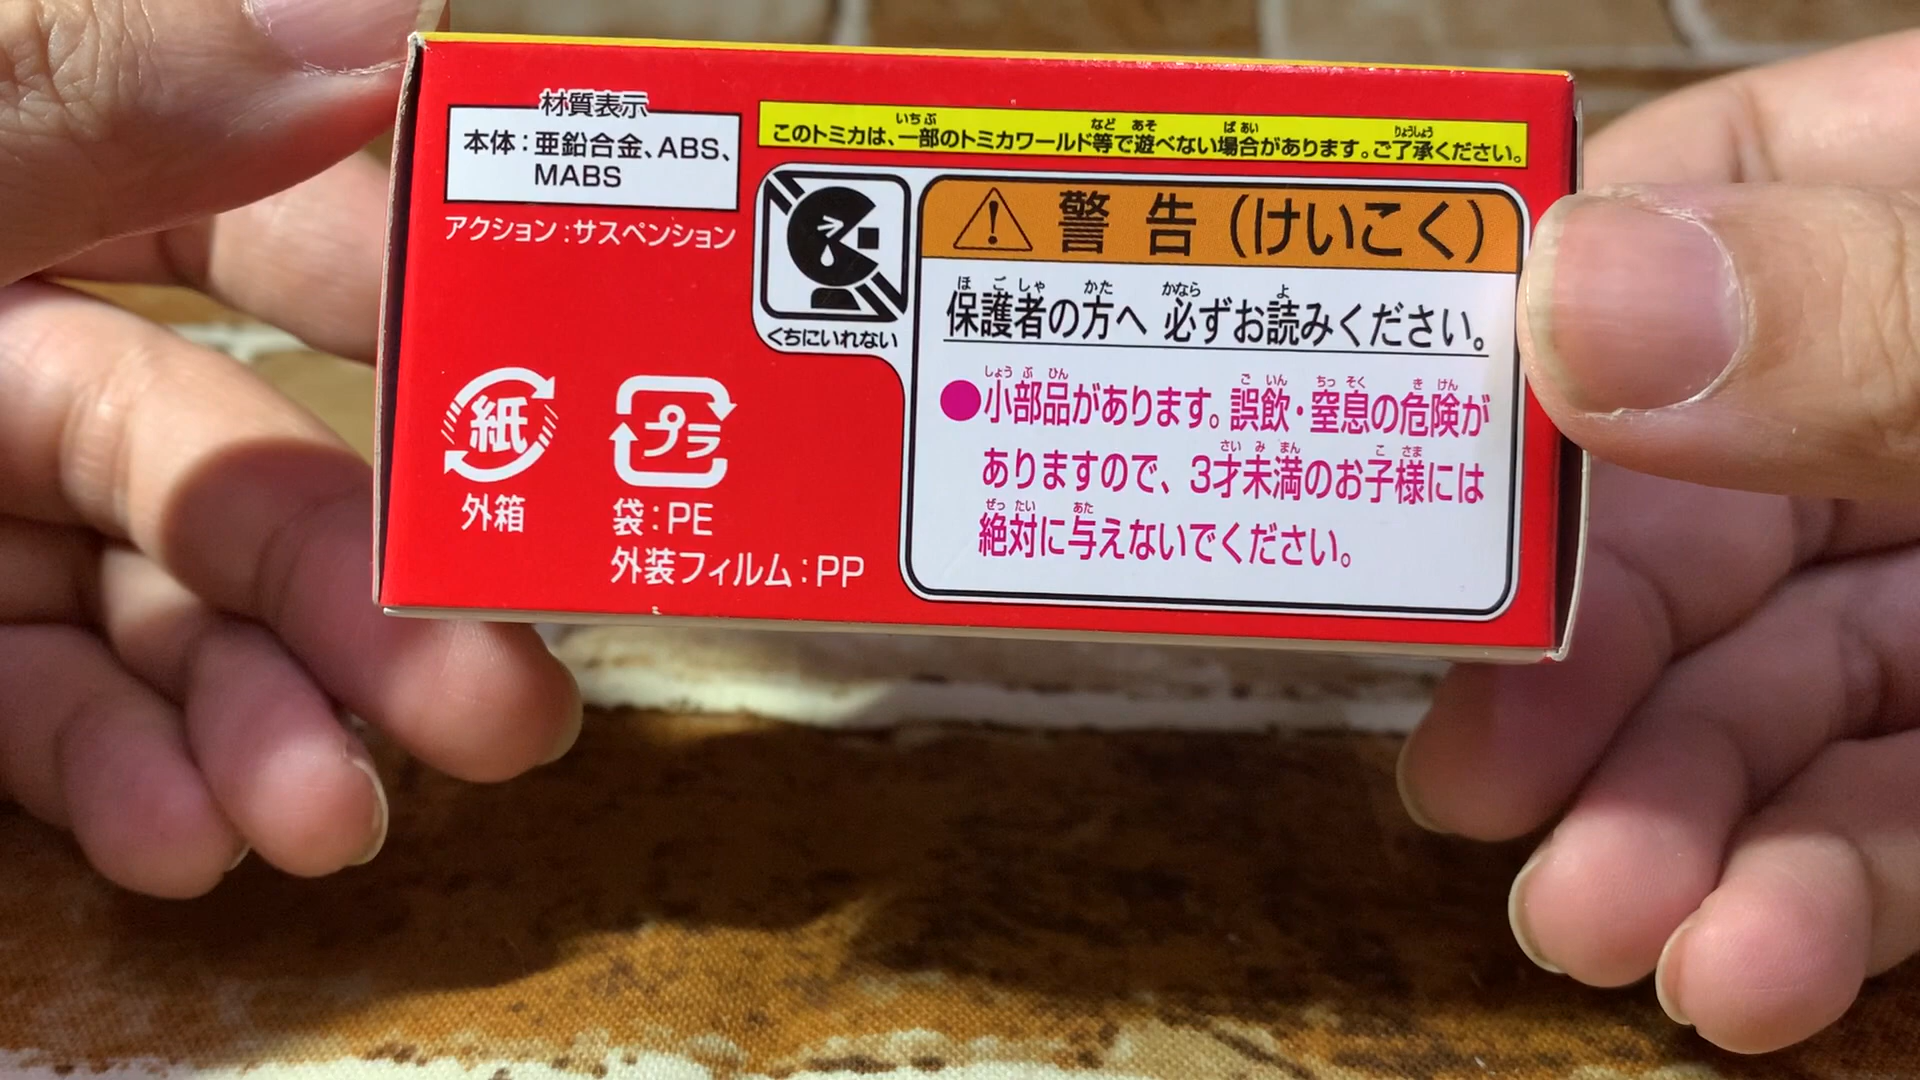 材質表示
本体：亜鉛合金、ABS、
MABS
アクション：サスペンション
紙
外箱
プラ
袋：PE
外装フィルム：PP
いちぶ など あそ ばあい りょうしょう
このトミカは、一部のトミカワールド等で遊べない場合があります。ご了承ください。
くちにいれない
警告（けいこく）
ほごしゃ かた かなら よ
保護者の方へ 必ずお読みください。
しょうぶひん ごいん ちっそく きけん
●小部品があります。誤飲・窒息の危険が
さいみまん こさま
ありますので、3才未満のお子様には
ぜったい あた
絶対に与えないでください。